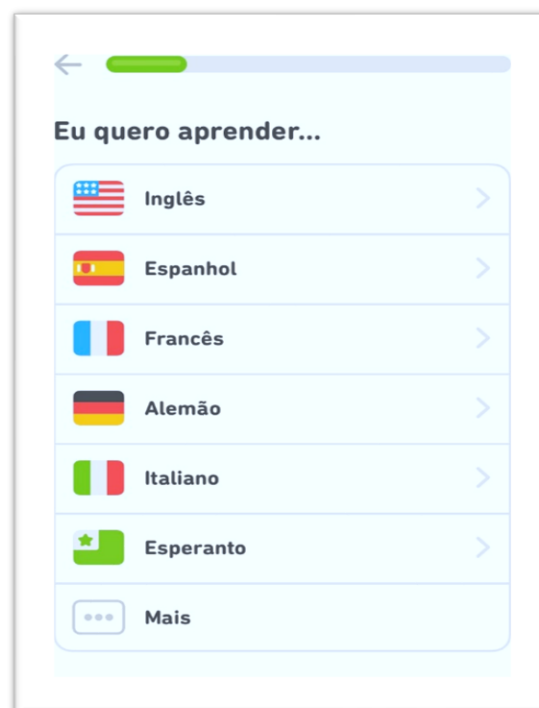 Eu quero aprender...
Inglês
Espanhol
Francês
Alemão
Italiano
Esperanto
Mais